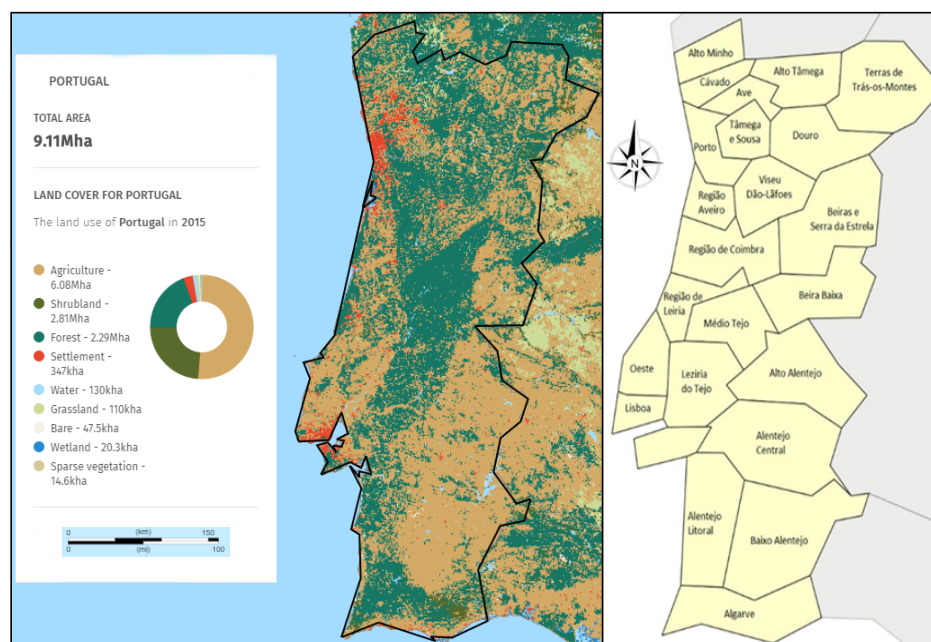 PORTUGAL
TOTAL AREA
9.11Mha
LAND COVER FOR PORTUGAL
The land use of Portugal in 2015
Agriculture -
6.08Mha
Shrubland -
2.81Mha
Forest - 2.29Mha
Settlement -
347kha
Water - 130kha
Grassland - 110kha
Bare - 47.5kha
Wetland - 20.3kha
Sparse vegetation -
14.6kha
0 (km) 150
0 (mi) 100
N
Alto Minho
Cávado
Ave
Alto Tâmega
Terras de
Trás-os-Montes
Porto
Tâmega
e Sousa
Douro
Região
Aveiro
Viseu
Dão-Lãfoes
Beiras e
Serra da Estrela
Região de Coimbra
Região de
Leiria
Médio Tejo
Beira Baixa
Oeste
Leziria
do Tejo
Alto Alentejo
Lisboa
Alentejo
Central
Alentejo
Litoral
Baixo Alentejo
Algarve